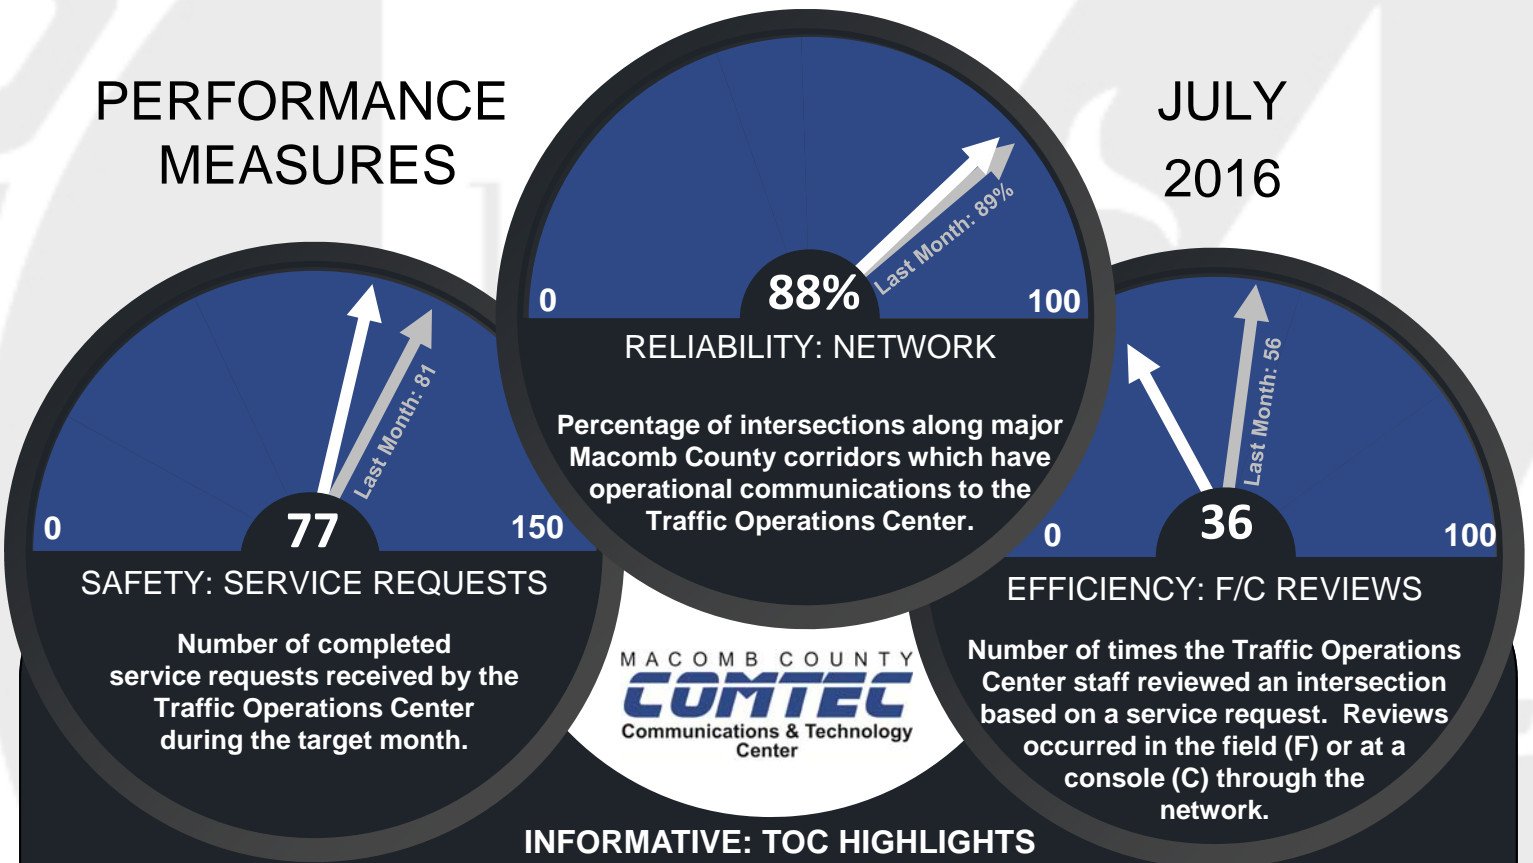 PERFORMANCE
MEASURES
JULY
2016
0
150
77
Last Month: 81
SAFETY: SERVICE REQUESTS
Number of completed
service requests received by the
Traffic Operations Center
during the target month.
0
100
88%
Last Month: 89%
RELIABILITY: NETWORK
Percentage of intersections along major
Macomb County corridors which have
operational communications to the
Traffic Operations Center.
0
100
36
Last Month: 56
EFFICIENCY: F/C REVIEWS
Number of times the Traffic Operations
Center staff reviewed an intersection
based on a service request. Reviews
occurred in the field (F) or at a
console (C) through the
network.
MACOMB COUNTY
COMTEC
Communications & Technology
Center
INFORMATIVE: TOC HIGHLIGHTS